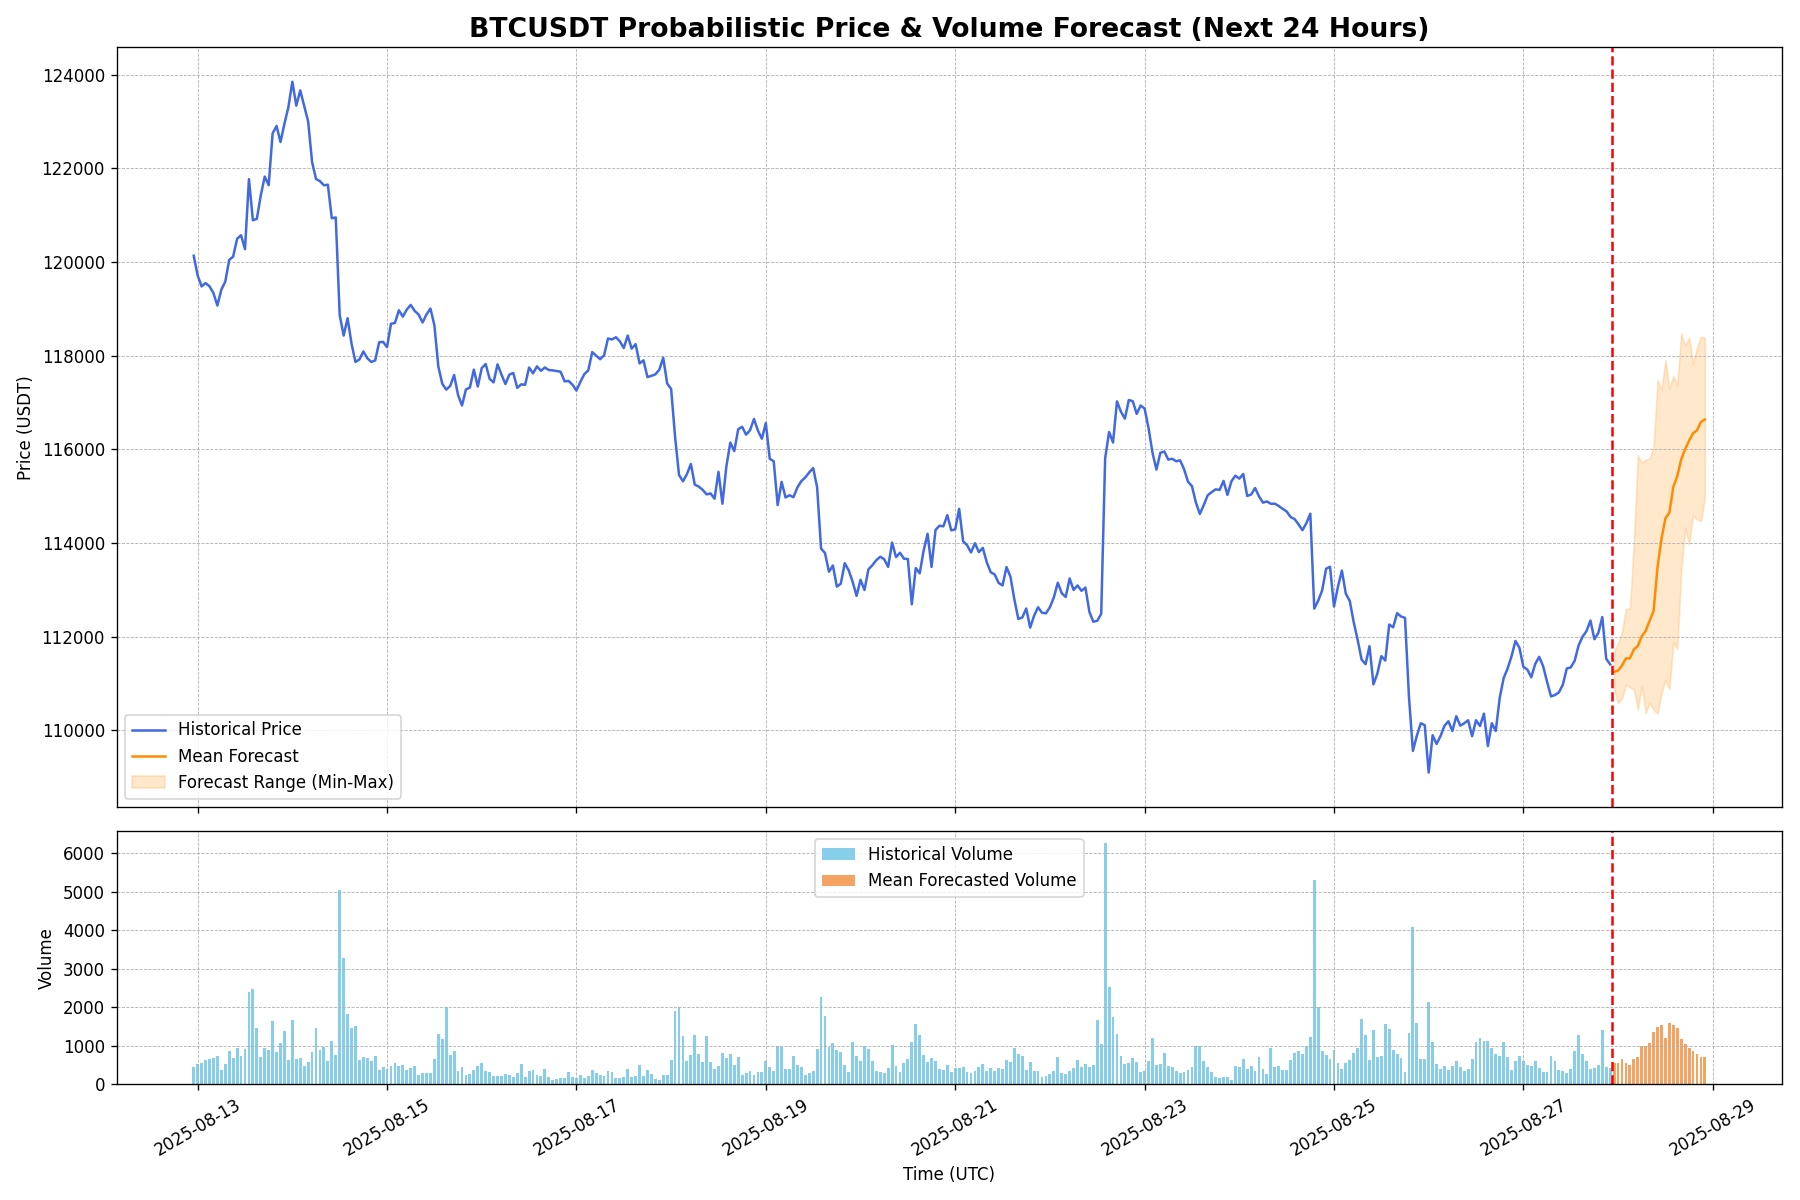 BTCUSDT Probabilistic Price & Volume Forecast (Next 24 Hours)
124000
122000
120000
118000
116000
114000
112000
110000
Price (USDT)
Historical Price
Mean Forecast
Forecast Range (Min-Max)
6000
5000
4000
3000
2000
1000
0
Volume
Historical Volume
Mean Forecasted Volume
2025-08-13
2025-08-15
2025-08-17
2025-08-19
2025-08-21
2025-08-23
2025-08-25
2025-08-27
2025-08-29
Time (UTC)